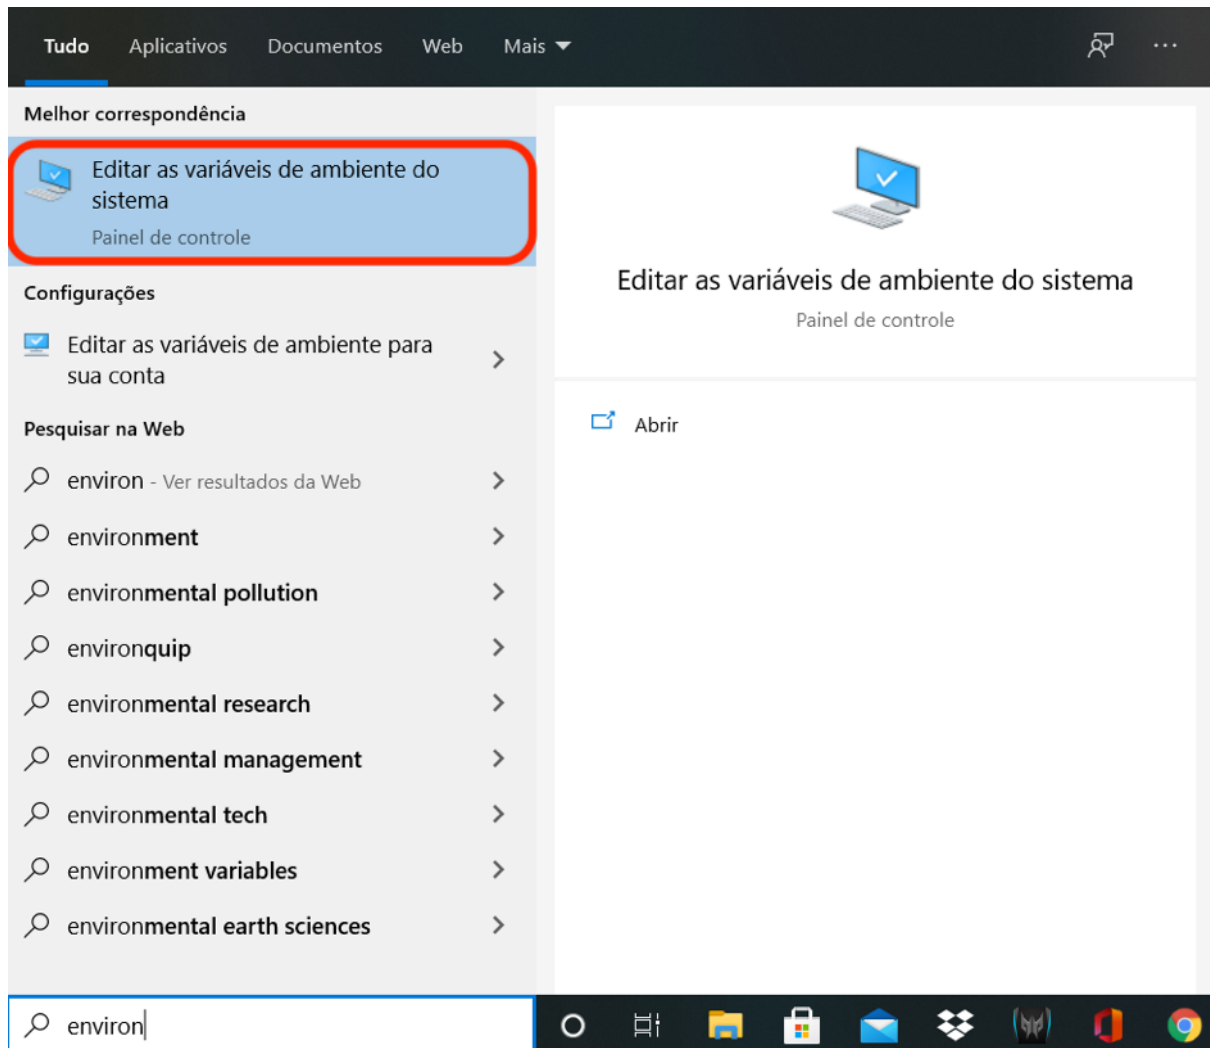 Tudo Aplicativos Documentos Web Mais
Melhor correspondência
Editar as variáveis de ambiente do
sistema
Painel de controle
Configurações
Editar as variáveis de ambiente para
sua conta
Pesquisar na Web
environ - Ver resultados da Web
environment
environmental pollution
environquip
environmental research
environmental management
environmental tech
environment variables
environmental earth sciences
environ
Editar as variáveis de ambiente do sistema
Painel de controle
Abrir